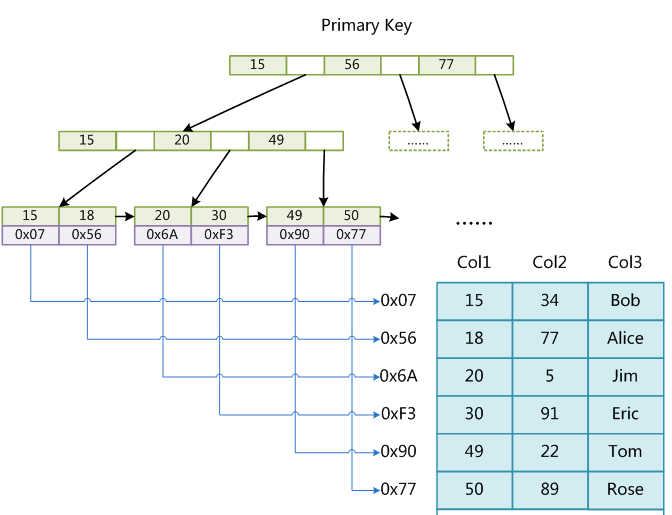 Primary Key
15 56 77
15 20 49 ...... ......
15 18 20 30 49 50
0x07 0x56 0x6A 0xF3 0x90 0x77
......
Col1 Col2 Col3
0x07 15 34 Bob
0x56 18 77 Alice
0x6A 20 5 Jim
0xF3 30 91 Eric
0x90 49 22 Tom
0x77 50 89 Rose